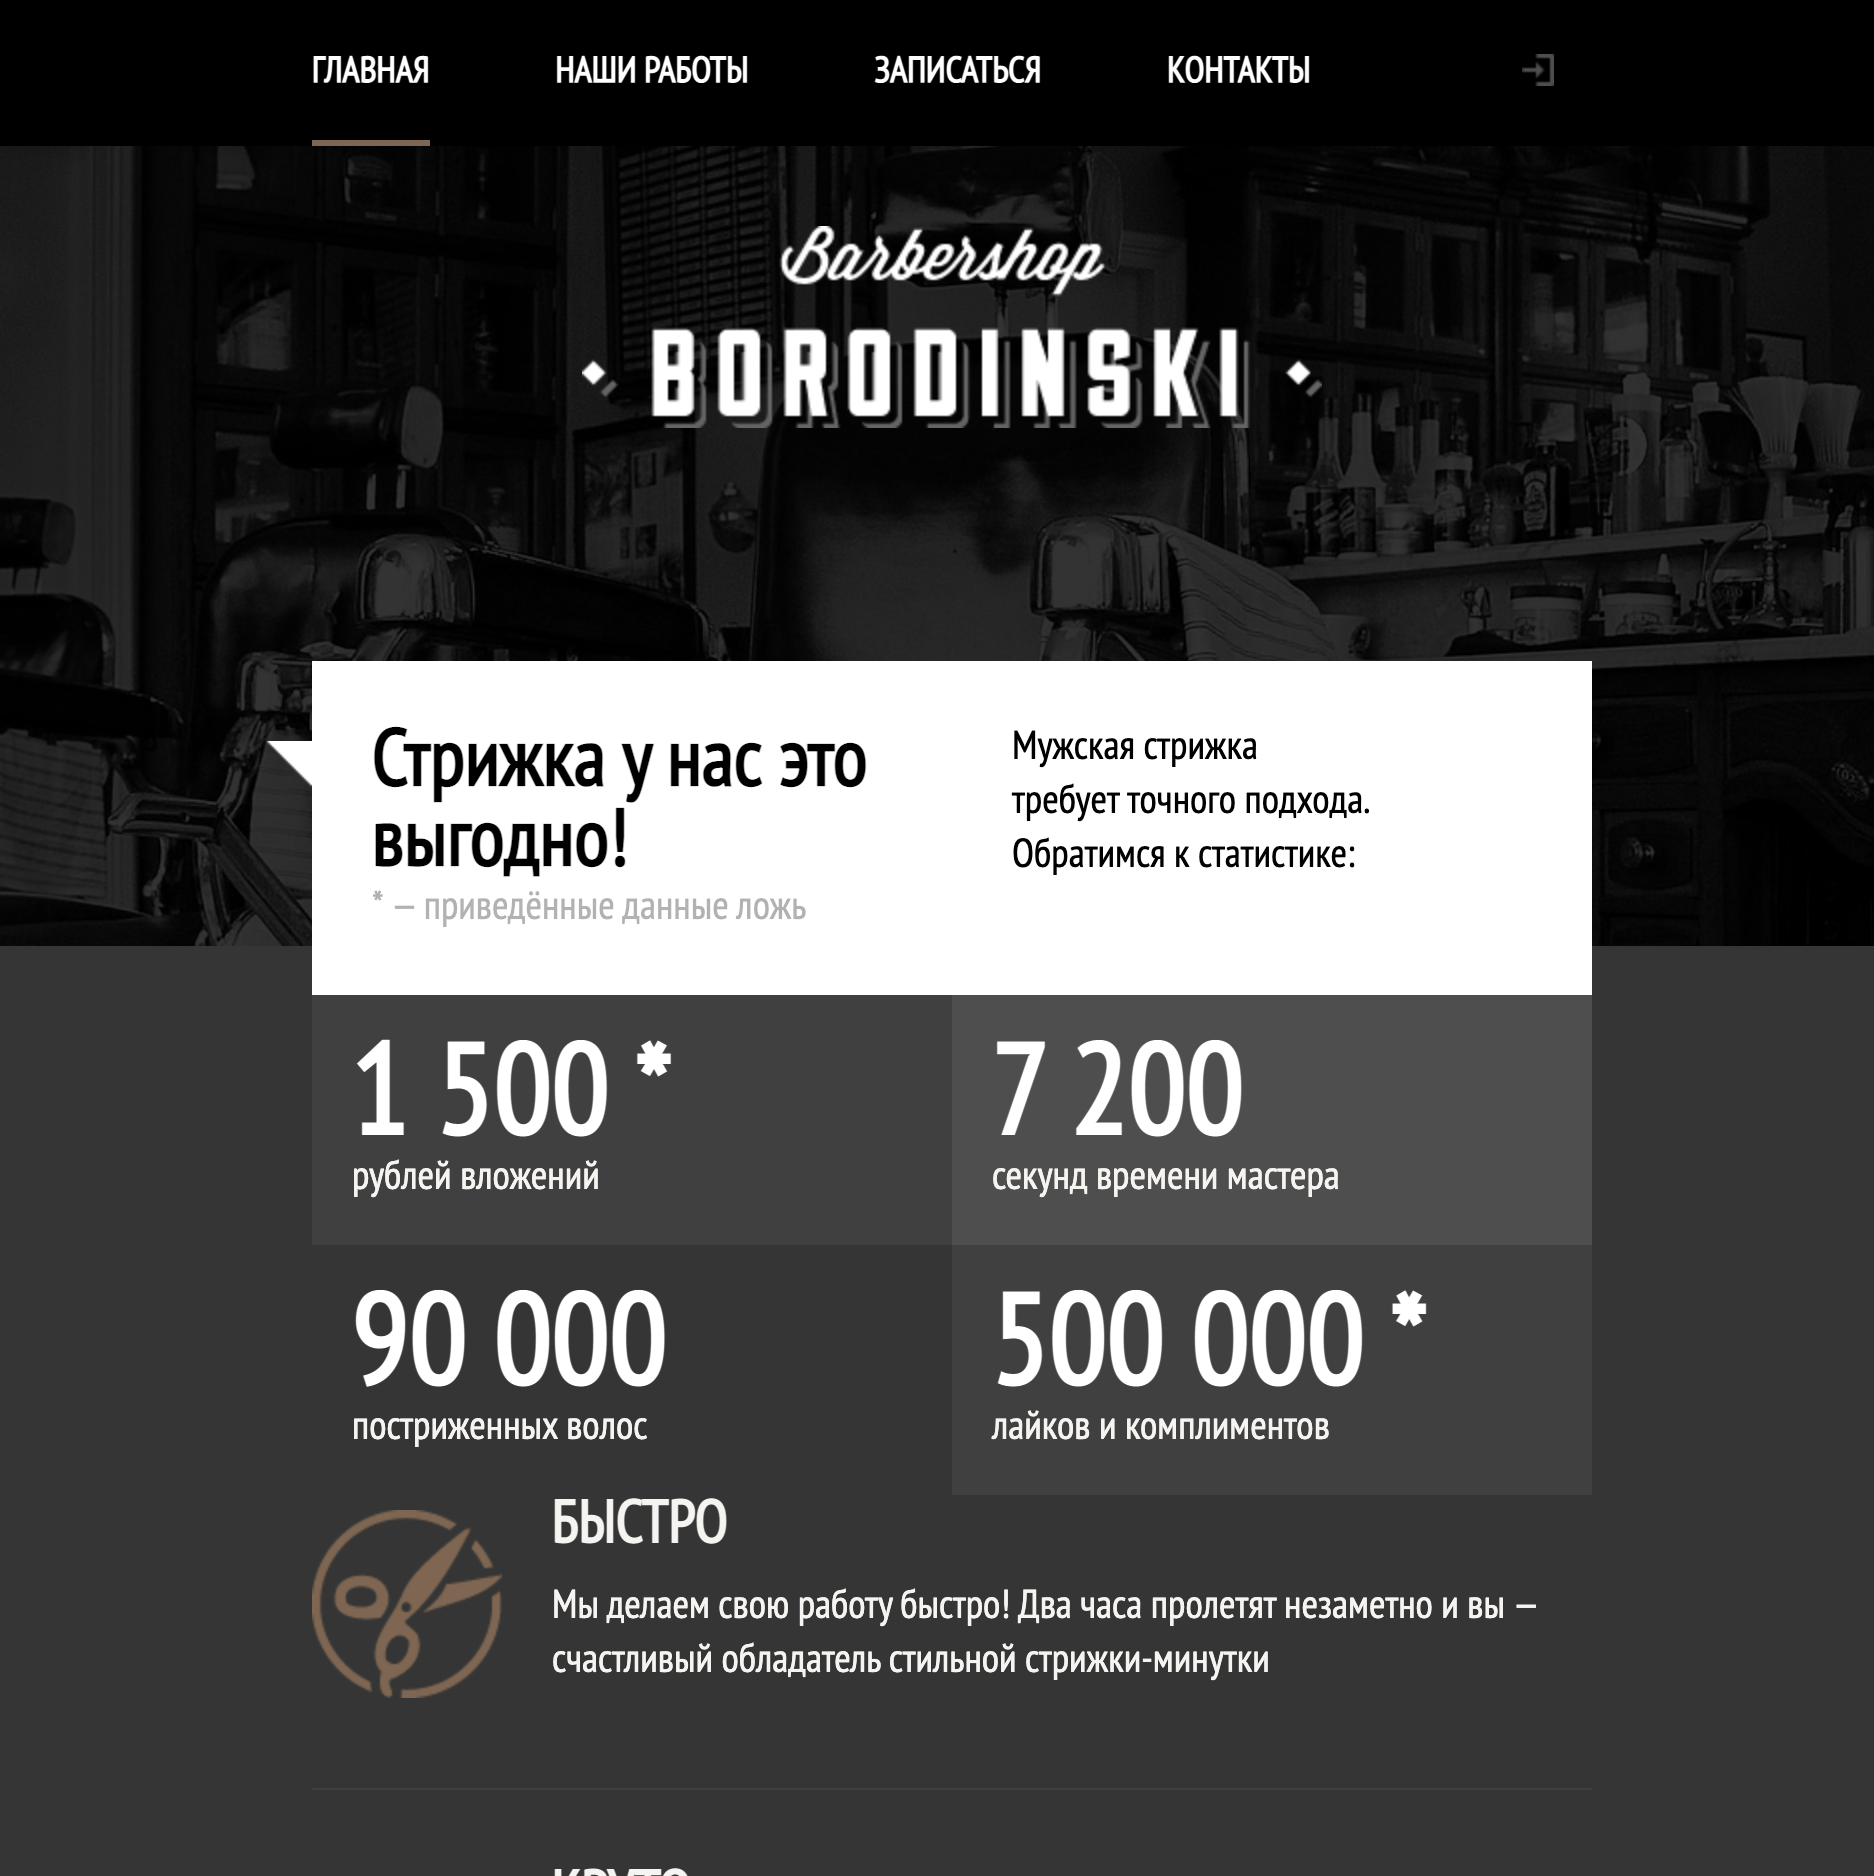 ГЛАВНАЯ НАШИ РАБОТЫ ЗАПИСАТЬСЯ КОНТАКТЫ
Barbershop
BORODINSKI
Стрижка у нас это
выгодно!
* — приведённые данные ложь
Мужская стрижка
требует точного подхода.
Обратимся к статистике:
1 500 *
рублей вложений
7 200
секунд времени мастера
90 000
постриженных волос
500 000 *
лайков и комплиментов
БЫСТРО
Мы делаем свою работу быстро! Два часа пролетят незаметно и вы —
счастливый обладатель стильной стрижки-минутки